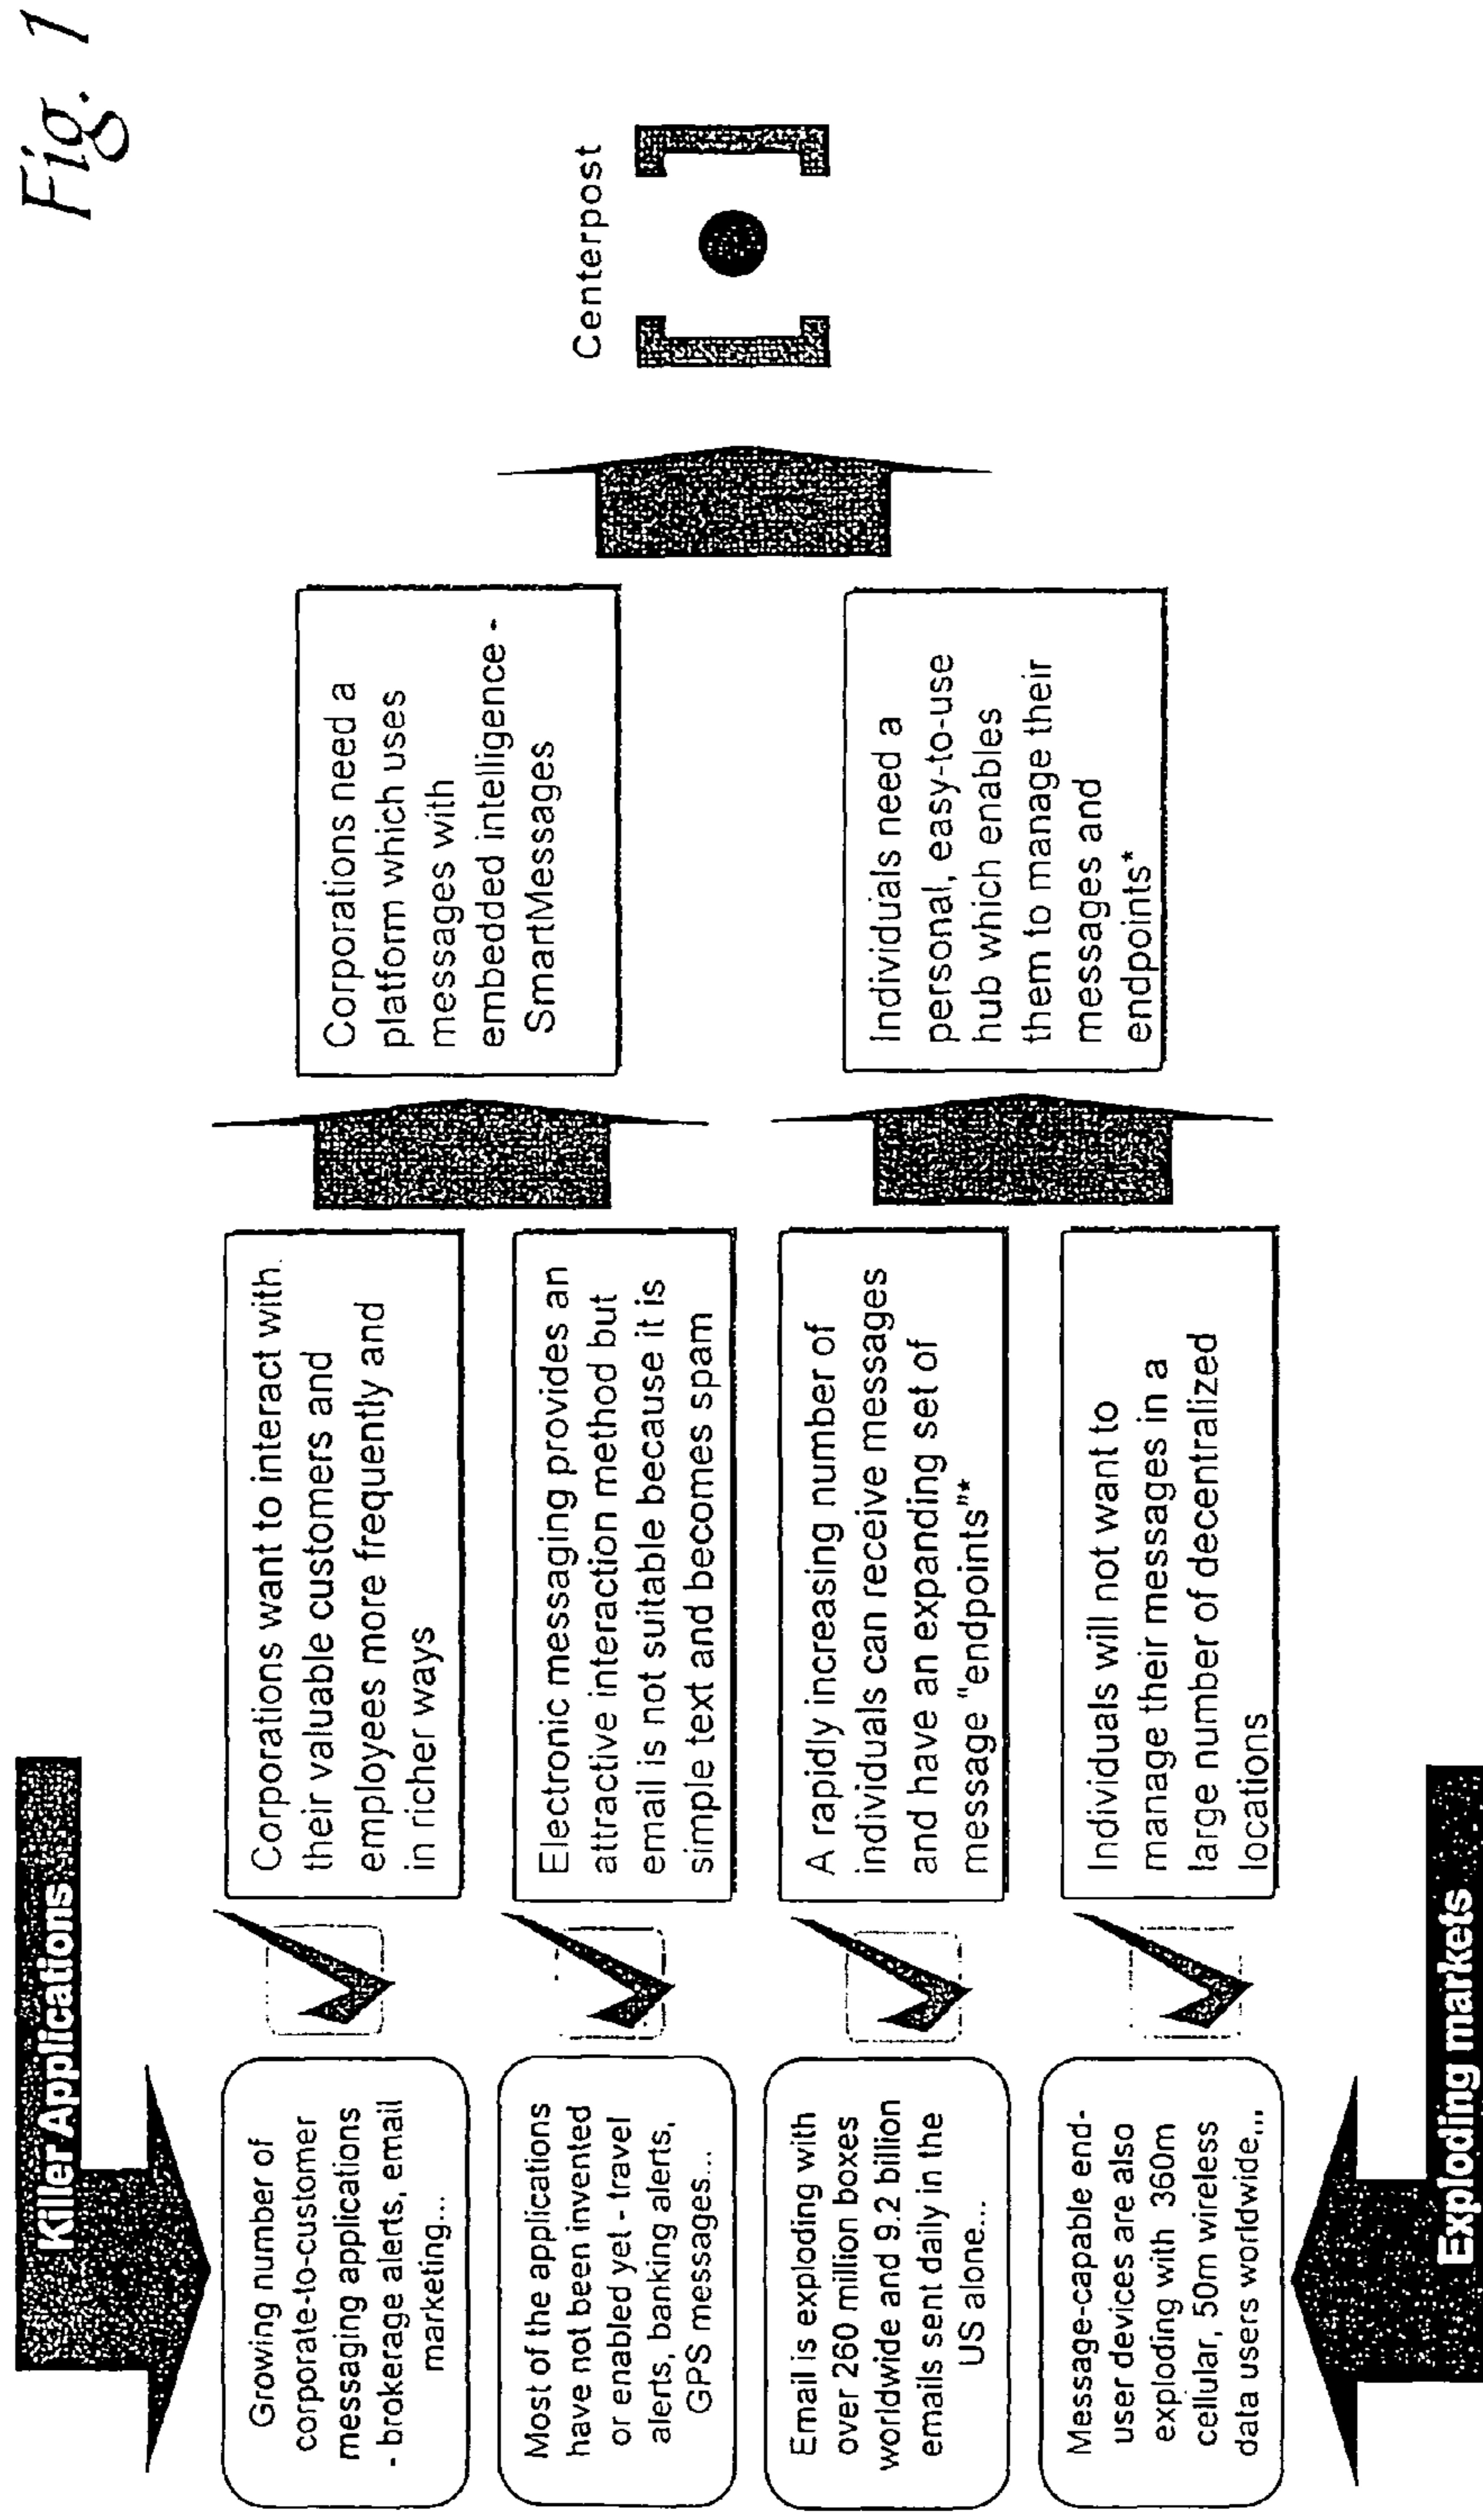 Fig. 1
Killer Applications
Growing number of
corporate-to-customer
messaging applications
- brokerage alerts, email
marketing...
Corporations want to interact with
their valuable customers and
employees more frequently and
in richer ways
Most of the applications
have not been invented
or enabled yet - travel
alerts, banking alerts,
GPS messages...
Electronic messaging provides an
attractive interaction method but
email is not suitable because it is
simple text and becomes spam
Corporations need a
platform which uses
messages with
embedded intelligence -
SmartMessages
Email is exploding with
over 260 million boxes
worldwide and 9.2 billion
emails sent daily in the
US alone...
A rapidly increasing number of
individuals can receive messages
and have an expanding set of
message "endpoints"*
Message-capable end-
user devices are also
exploding with 360m
cellular, 50m wireless
data users worldwide,,,
Individuals will not want to
manage their messages in a
large number of decentralized
locations
Individuals need a
personal, easy-to-use
hub which enables
them to manage their
messages and
endpoints*
Centerpost
Exploding markets